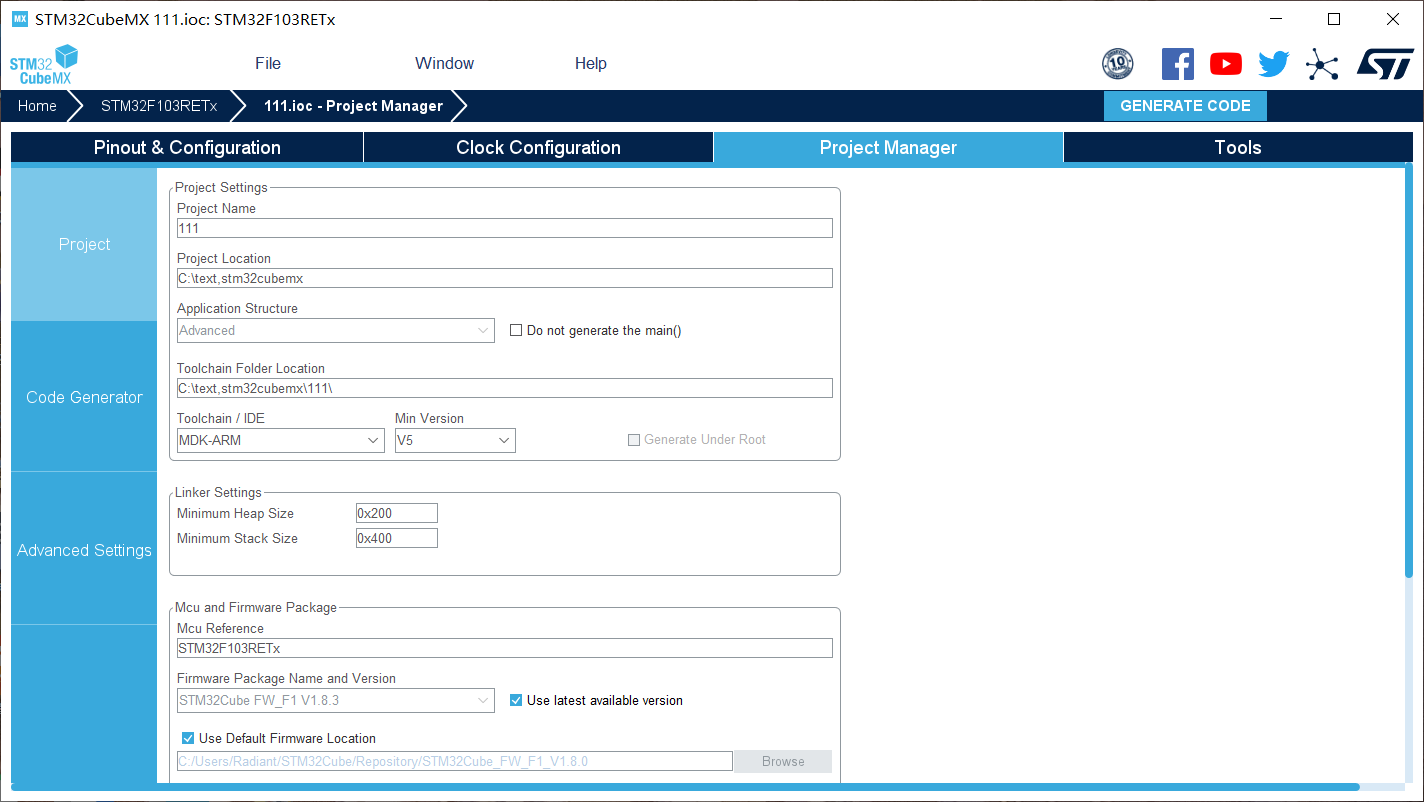 MX STM32CubeMX 111.ioc: STM32F103RETx
STM32
CubeMX
File Window Help
10
Home STM32F103RETx 111.ioc - Project Manager GENERATE CODE
Pinout & Configuration Clock Configuration Project Manager Tools
Project
Code Generator
Advanced Settings
Project Settings
Project Name
111
Project Location
C:\text,stm32cubemx
Application Structure
Advanced Do not generate the main()
Toolchain Folder Location
C:\text,stm32cubemx\111\
Toolchain / IDE Min Version
MDK-ARM V5 Generate Under Root
Linker Settings
Minimum Heap Size 0x200
Minimum Stack Size 0x400
Mcu and Firmware Package
Mcu Reference
STM32F103RETx
Firmware Package Name and Version
STM32Cube FW_F1 V1.8.3 Use latest available version
Use Default Firmware Location
C:/Users/Radiant/STM32Cube/Repository/STM32Cube_FW_F1_V1.8.0 Browse